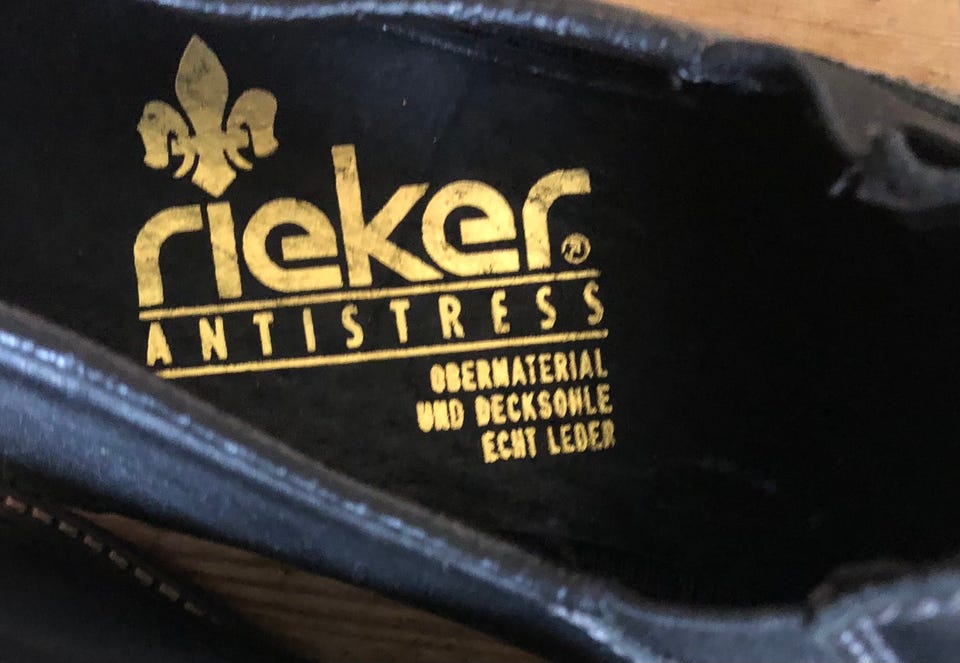 rieker®
ANTISTRESS
OBERMATERIAL
UND DECKSOHLE
ECHT LEDER